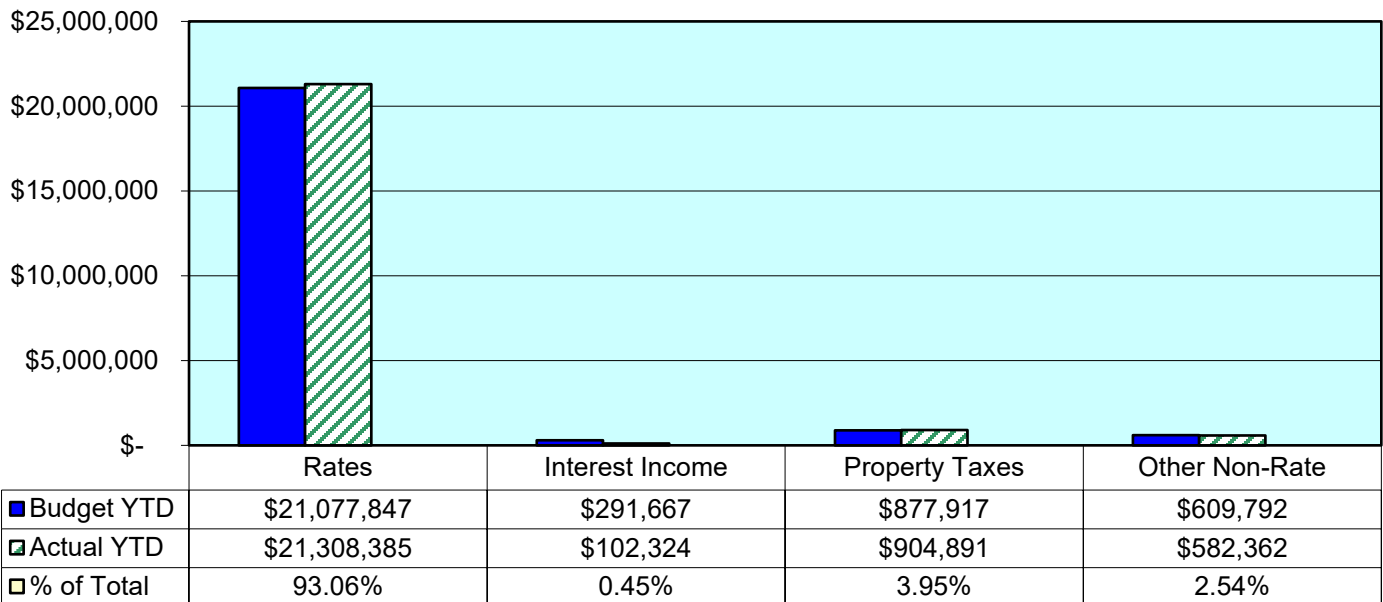 $25,000,000
$20,000,000
$15,000,000
$10,000,000
$5,000,000
$-
Rates Interest Income Property Taxes Other Non-Rate
Budget YTD $21,077,847 $291,667 $877,917 $609,792
Actual YTD $21,308,385 $102,324 $904,891 $582,362
% of Total 93.06% 0.45% 3.95% 2.54%